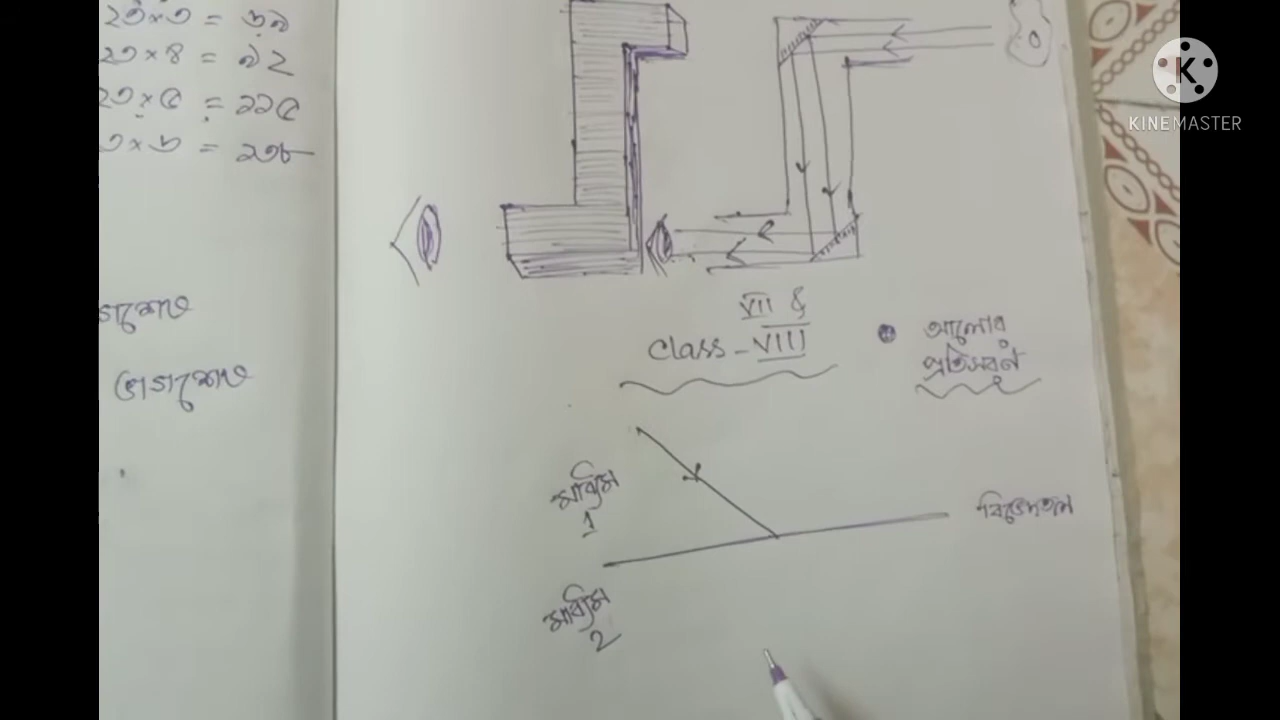 ২৩×৩ = ৬৯
২৩×৪ = ৯২
২৩×৫ = ১১৫
৩×৬ = ১৩৮
VII &
Class - VIII
আলোর
প্রতিসরণ
মাধ্যম
1
বিভেদতল
মাধ্যম
2
KINEMASTER